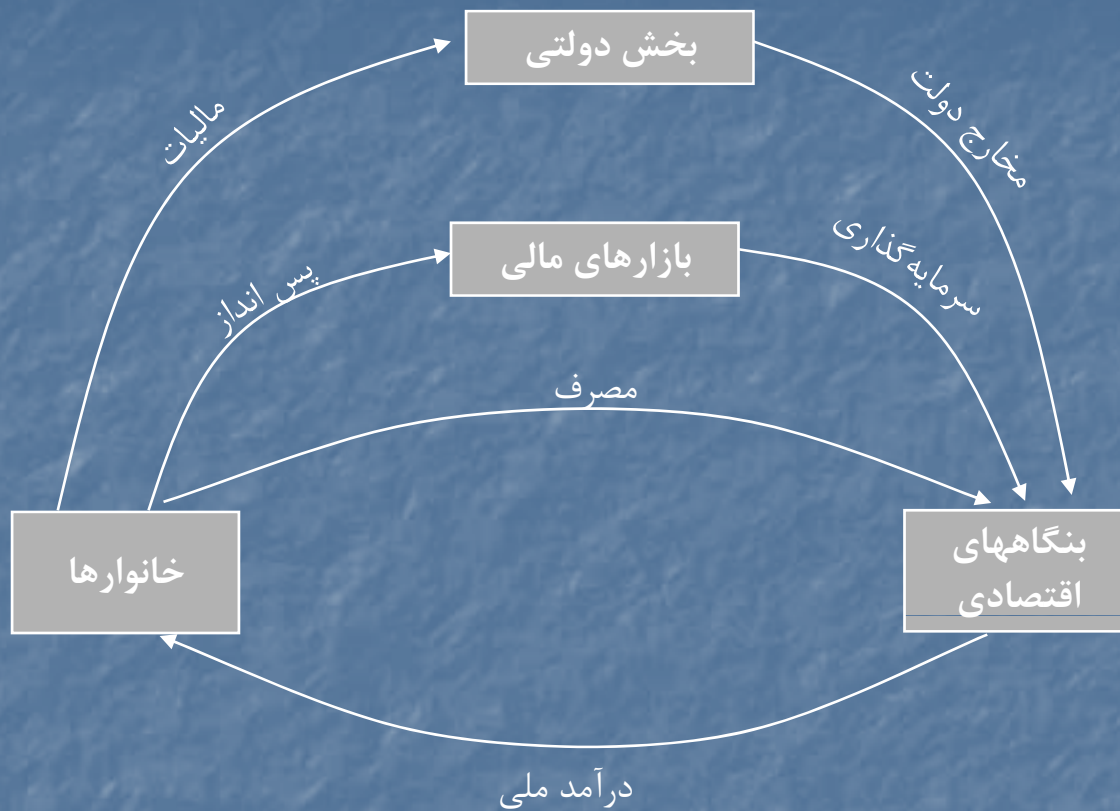 بخش دولتی
مالیات
مخارج دولت
بازارهای مالی
پس انداز
سرمایه‌گذاری
مصرف
خانوارها
بنگاههای
اقتصادی
درآمد ملی